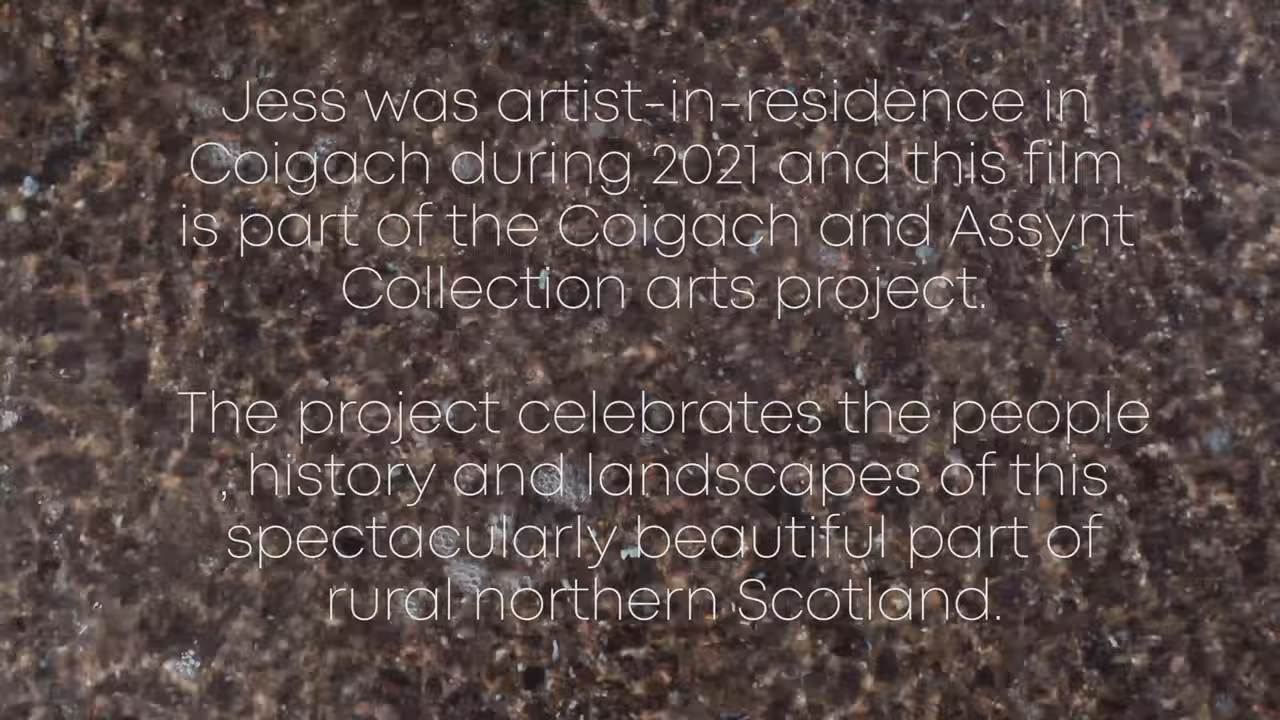 Jess was artist-in-residence in
Coigach during 2021 and this film
is part of the Coigach and Assynt
Collection arts project.
The project celebrates the people
, history and landscapes of this
spectacularly beautiful part of
rural northern Scotland.